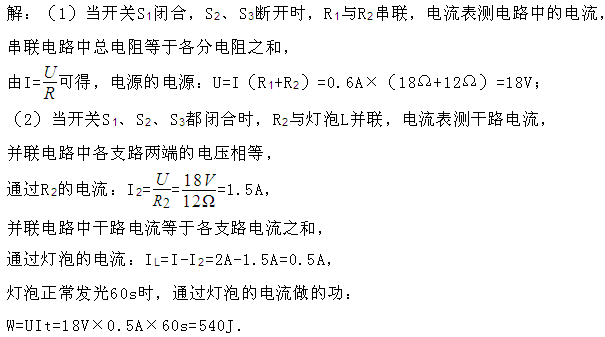 解：（1）当开关S₁闭合，S₂、S₃断开时，R₁与R₂串联，电流表测电路中的电流，
串联电路中总电阻等于各分电阻之和，
由I=U/R可得，电源的电源：U=I（R₁+R₂）=0.6A×（18Ω+12Ω）=18V；
（2）当开关S₁、S₂、S₃都闭合时，R₂与灯泡L并联，电流表测干路电流，
并联电路中各支路两端的电压相等，
通过R₂的电流：I₂=U/R₂=18V/12Ω=1.5A，
并联电路中干路电流等于各支路电流之和，
通过灯泡的电流：I_L=I-I₂=2A-1.5A=0.5A，
灯泡正常发光60s时，通过灯泡的电流做的功：
W=UIt=18V×0.5A×60s=540J．